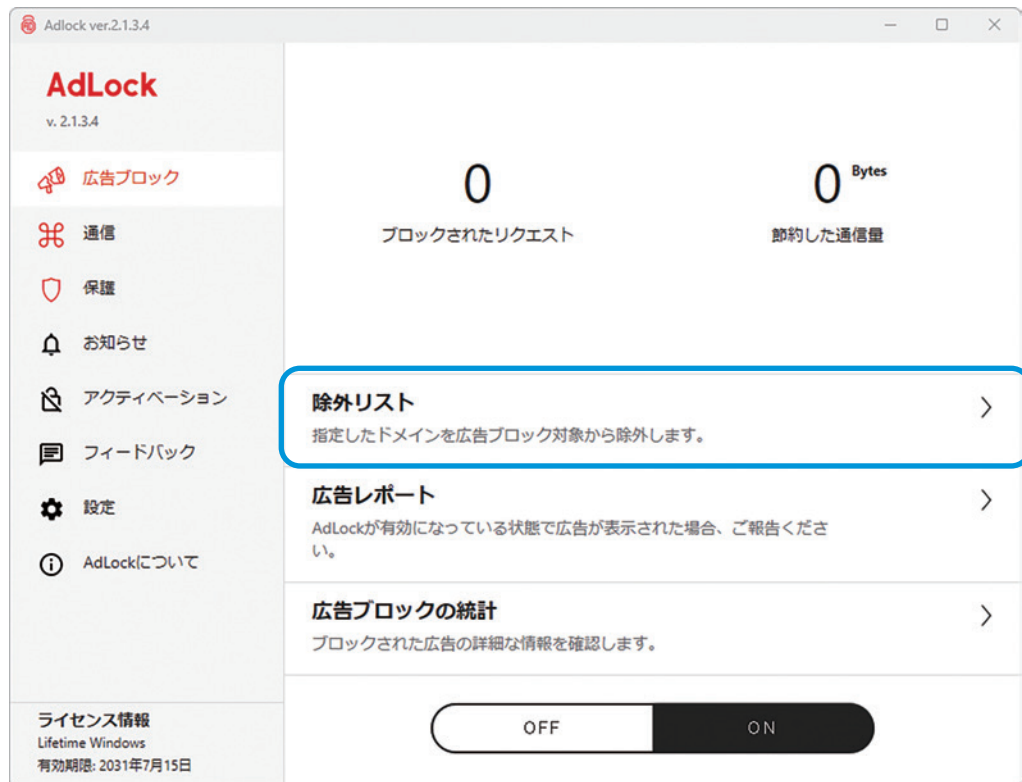 Adlock ver.2.1.3.4
AdLock
v. 2.1.3.4
広告ブロック
通信
保護
お知らせ
アクティベーション
フィードバック
設定
AdLockについて
ライセンス情報
Lifetime Windows
有効期限: 2031年7月15日
0
ブロックされたリクエスト
0 Bytes
節約した通信量
除外リスト
指定したドメインを広告ブロック対象から除外します。
広告レポート
AdLockが有効になっている状態で広告が表示された場合、ご報告くださ
い。
広告ブロックの統計
ブロックされた広告の詳細な情報を確認します。
OFF
ON